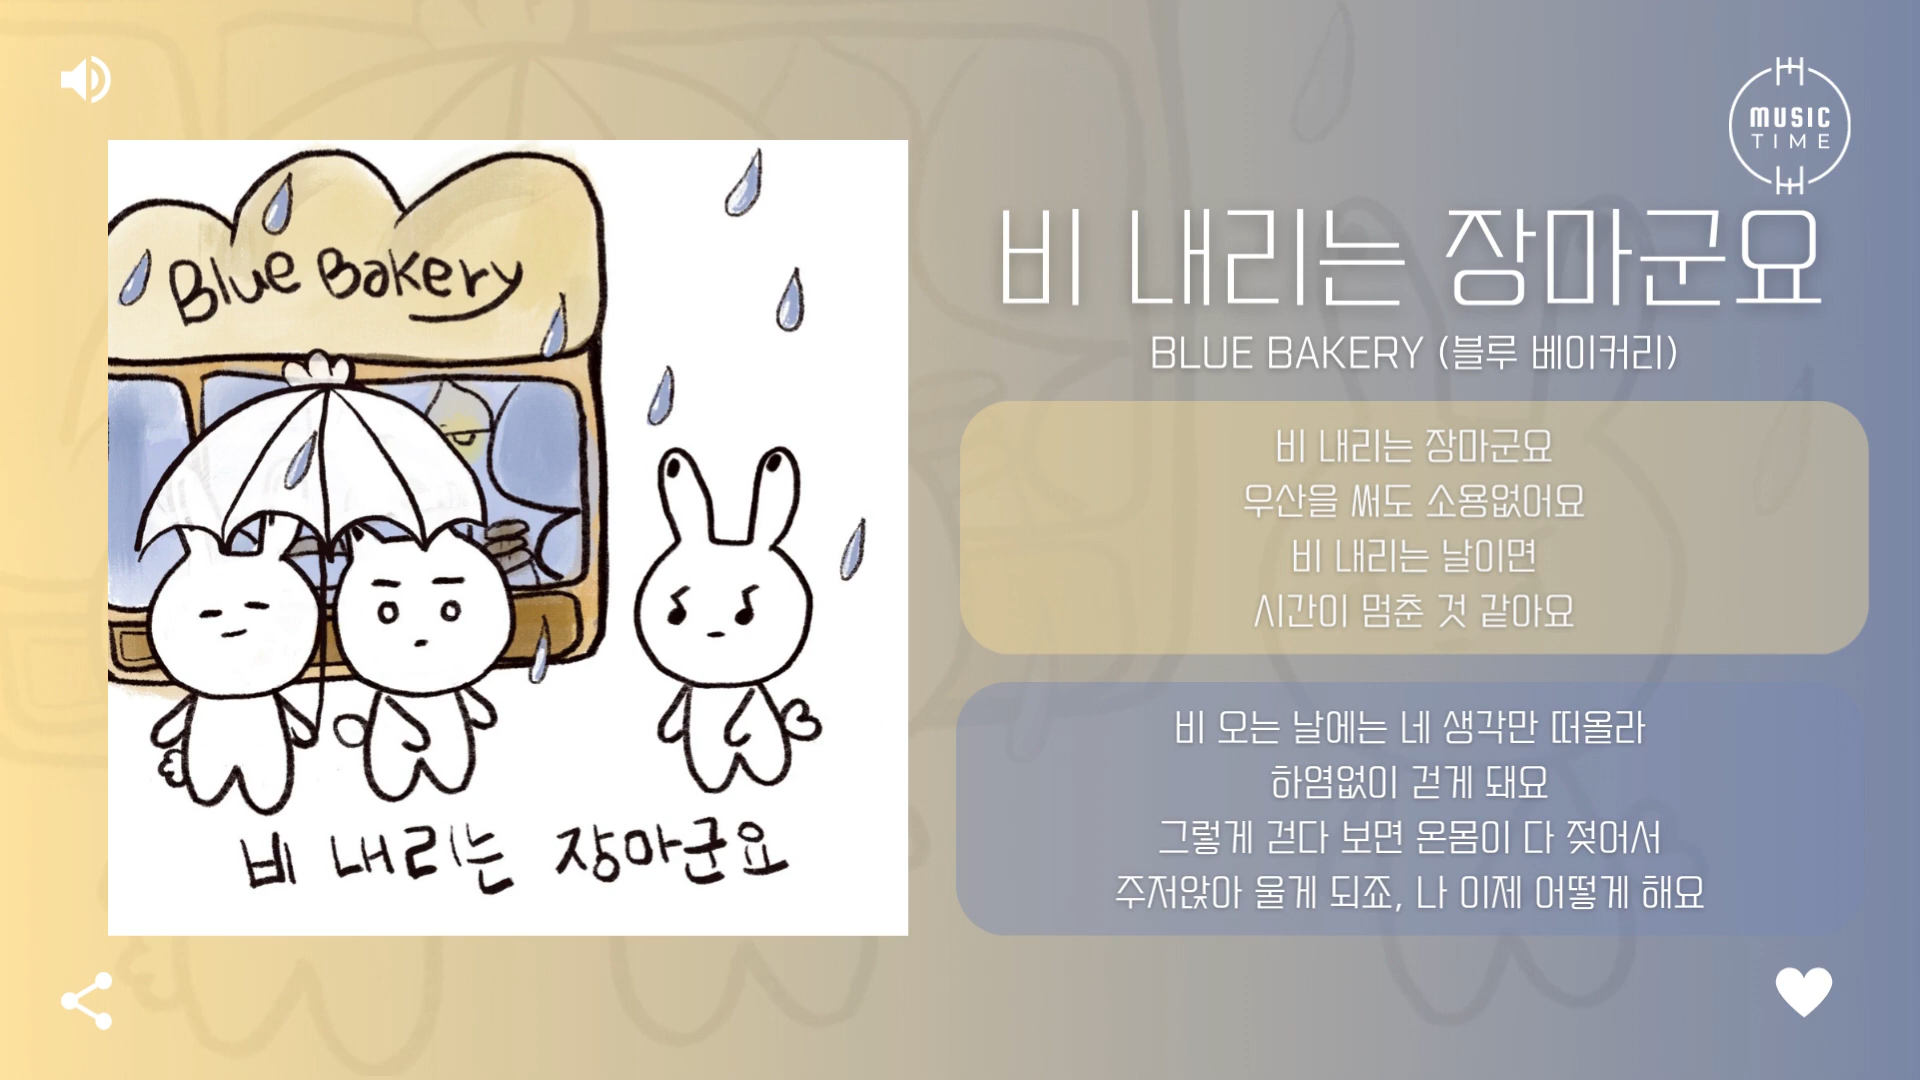 MUSIC
TIME
Blue Bakery
비 내리는 장마군요
비 내리는 장마군요
BLUE BAKERY (블루 베이커리)
비 내리는 장마군요
우산을 써도 소용없어요
비 내리는 날이면
시간이 멈춘 것 같아요
비 오는 날에는 네 생각만 떠올라
하염없이 걷게 돼요
그렇게 걷다 보면 온몸이 다 젖어서
주저앉아 울게 되죠, 나 이제 어떻게 해요